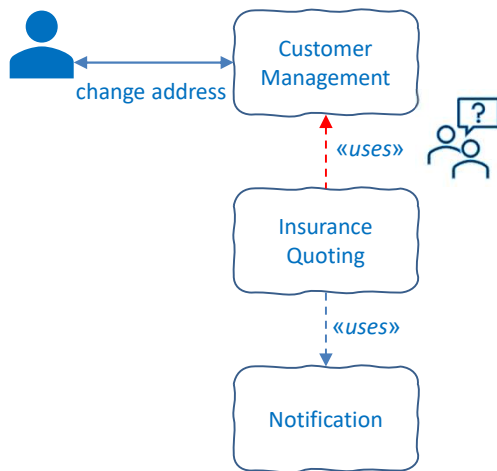 Customer
Management
change address
?
«uses»
Insurance
Quoting
«uses»
Notification